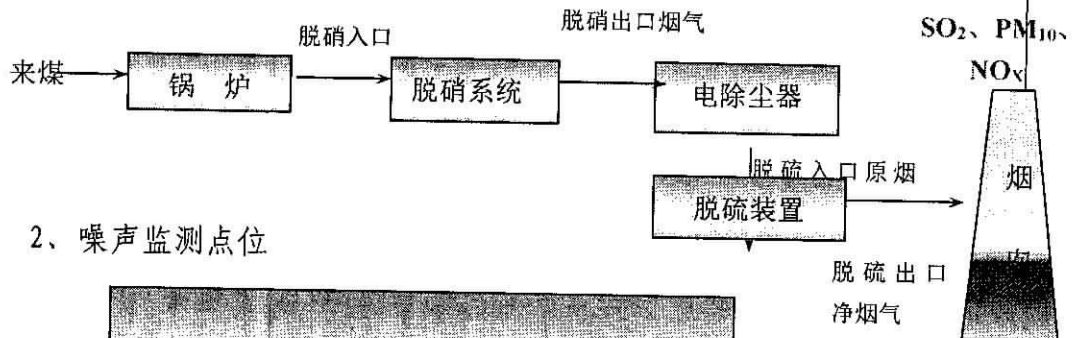 脱硝入口
脱硝出口烟气
SO₂、PM₁₀、
NOₓ
来煤
锅 炉
脱硝系统
电除尘器
脱硫入口原烟
烟
脱硫装置
2、噪声监测点位
脱硫出口
净烟气